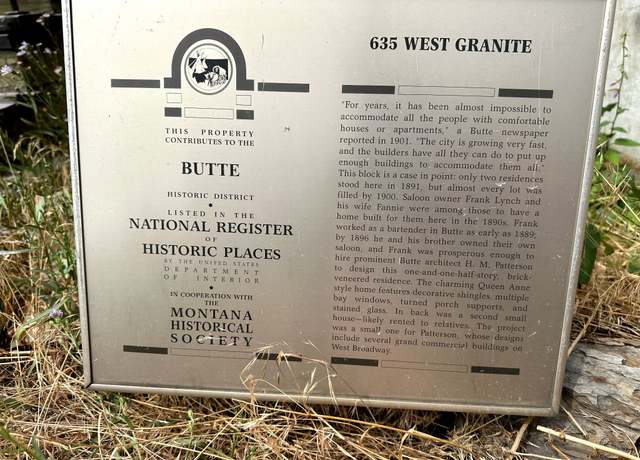 THIS PROPERTY
CONTRIBUTES TO THE
BUTTE
HISTORIC DISTRICT
LISTED IN THE
NATIONAL REGISTER
OF
HISTORIC PLACES
BY THE UNITED STATES
DEPARTMENT
OF INTERIOR
IN COOPERATION WITH
THE
MONTANA
HISTORICAL
SOCIETY
635 WEST GRANITE
"For years, it has been almost impossible to
accommodate all the people with comfortable
houses or apartments," a Butte newspaper
reported in 1901. "The city is growing very fast,
and the builders have all they can do to put up
enough buildings to accommodate them all."
This block is a case in point: only two residences
stood here in 1891, but almost every lot was
filled by 1900. Saloon owner Frank Lynch and
his wife Fannie were among those to have a
home built for them here in the 1890s. Frank
worked as a bartender in Butte as early as 1889;
by 1896 he and his brother owned their own
saloon, and Frank was prosperous enough to
hire prominent Butte architect H. M. Patterson
to design this one-and-one-half-story, brick-
veneered residence. The charming Queen Anne
style home features decorative shingles, multiple
bay windows, turned porch supports, and
stained glass. In back was a second small
house—likely rented to relatives. The project
was a small one for Patterson, whose designs
include several grand commercial buildings on
West Broadway.